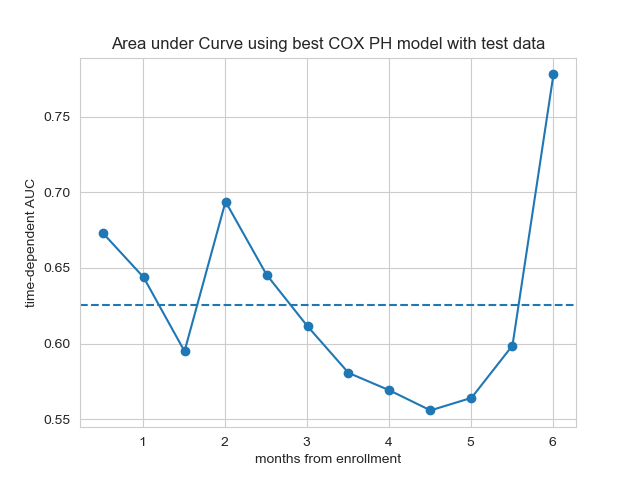 Area under Curve using best COX PH model with test data
time-dependent AUC
0.75
0.70
0.65
0.60
0.55
1 2 3 4 5 6
months from enrollment